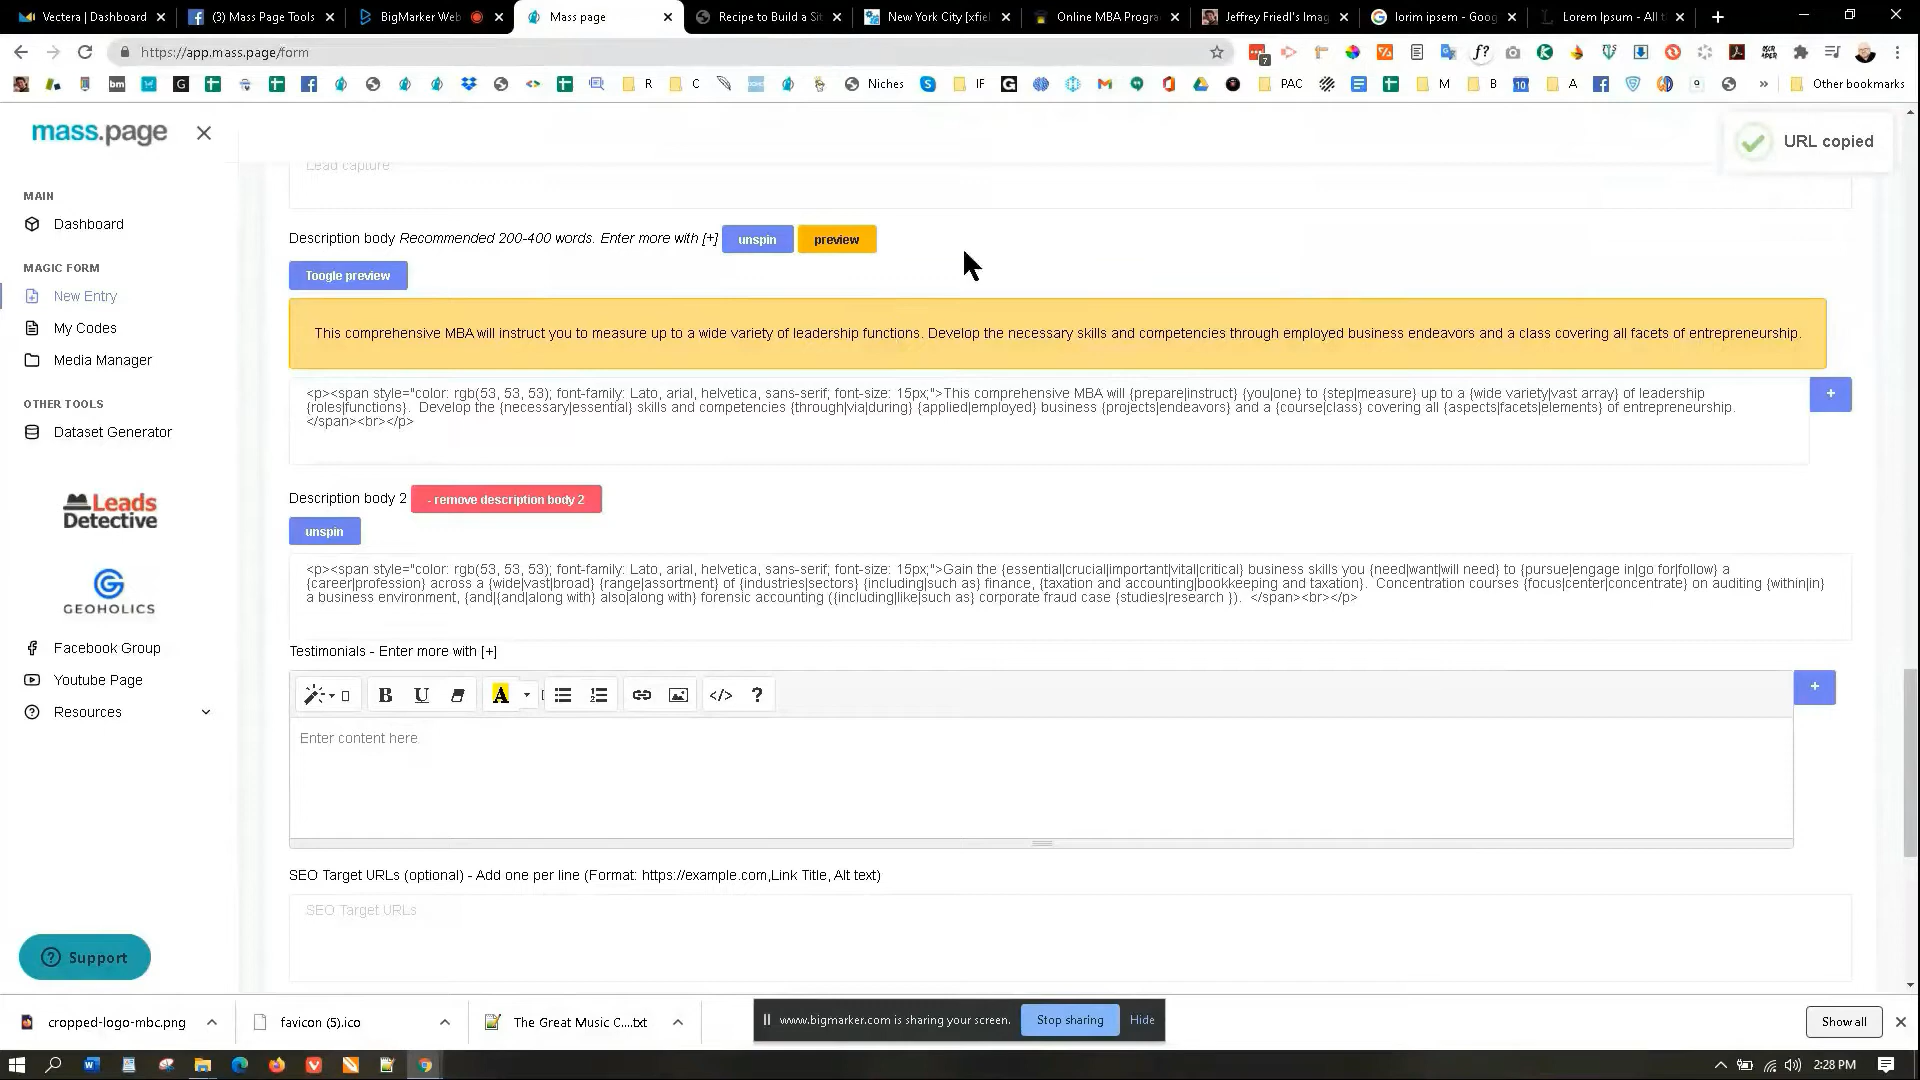 Vectera | Dashboard
(3) Mass Page Tools
BigMarker Web
Mass page
Recipe to Build a Sit
New York City [xfiel
Online MBA Progra
Jeffrey Friedl's Imag
lorim ipsem - Goog
Lorem Ipsum - All t
https://app.mass.page/form
bm
R
C
Niches
IF
PAC
M
B
A
Other bookmarks
mass.page
URL copied
Lead capture
MAIN
Dashboard
MAGIC FORM
New Entry
My Codes
Media Manager
OTHER TOOLS
Dataset Generator
Leads
Detective
GEOHOLICS
Facebook Group
Youtube Page
Resources
Support
Description body Recommended 200-400 words. Enter more with [+] unspin preview
Toogle preview
This comprehensive MBA will instruct you to measure up to a wide variety of leadership functions. Develop the necessary skills and competencies through employed business endeavors and a class covering all facets of entrepreneurship.
<p><span style="color: rgb(53, 53, 53); font-family: Lato, arial, helvetica, sans-serif; font-size: 15px;">This comprehensive MBA will {prepare|instruct} {you|one} to {step|measure} up to a {wide variety|vast array} of leadership
{roles|functions}.  Develop the {necessary|essential} skills and competencies {through|via|during} {applied|employed} business {projects|endeavors} and a {course|class} covering all {aspects|facets|elements} of entrepreneurship.
</span><br></p>
+
Description body 2 - remove description body 2
unspin
<p><span style="color: rgb(53, 53, 53); font-family: Lato, arial, helvetica, sans-serif; font-size: 15px;">Gain the {essential|crucial|important|vital|critical} business skills you {need|want|will need} to {pursue|engage in|go for|follow} a
{career|profession} across a {wide|vast|broad} {range|assortment} of {industries|sectors} {including|such as} finance, {taxation and accounting|bookkeeping and taxation}.  Concentration courses {focus|center|concentrate} on auditing {within|in}
a business environment, {and|{and|along with} also|along with} forensic accounting ({including|like|such as} corporate fraud case {studies|research }).  </span><br></p>
Testimonials - Enter more with [+]
B U A </> ?
+
Enter content here
SEO Target URLs (optional) - Add one per line (Format: https://example.com,Link Title, Alt text)
SEO Target URLs
cropped-logo-mbc.png
favicon (5).ico
The Great Music C....txt
www.bigmarker.com is sharing your screen.
Stop sharing
Hide
Show all
2:28 PM